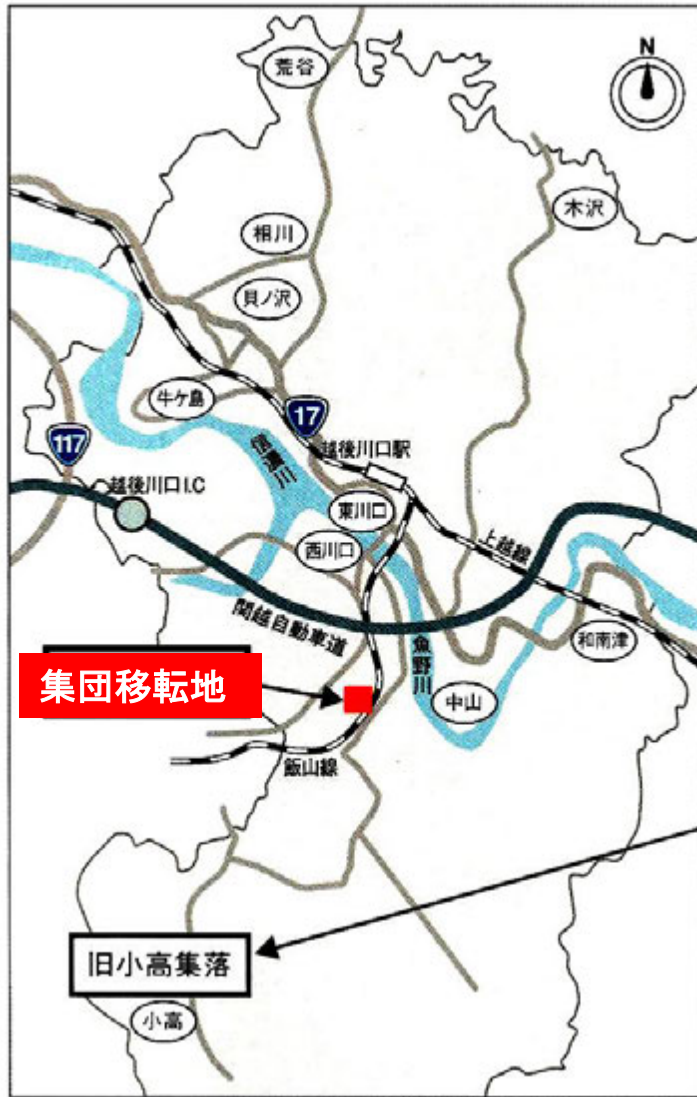 荒谷
N
木沢
相川
貝ノ沢
牛ケ島
17
117
信濃川
越後川口駅
越後川口I.C
東川口
西川口
上越線
関越自動車道
魚野川
和南津
集団移転地
中山
飯山線
旧小高集落
小高